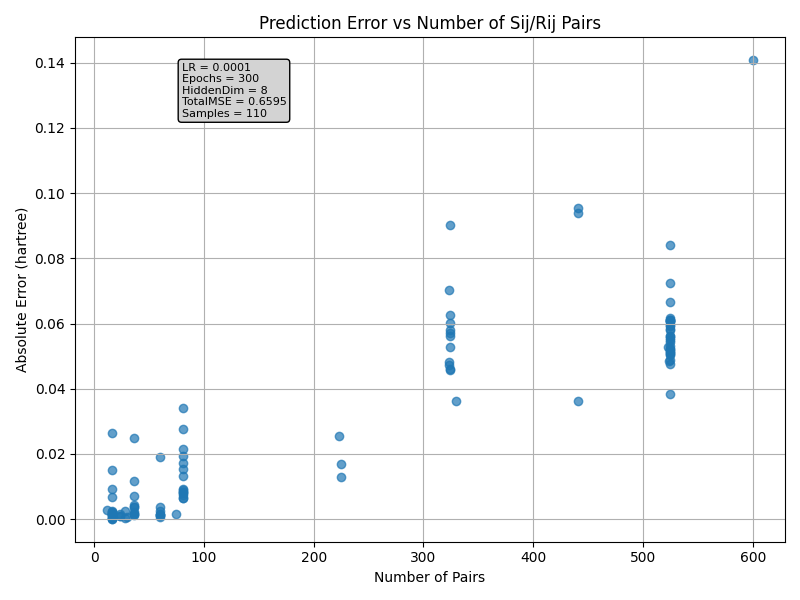 Prediction Error vs Number of Sij/Rij Pairs
LR = 0.0001
Epochs = 300
HiddenDim = 8
TotalMSE = 0.6595
Samples = 110
Absolute Error (hartree)
0.14
0.12
0.10
0.08
0.06
0.04
0.02
0.00
0 100 200 300 400 500 600
Number of Pairs